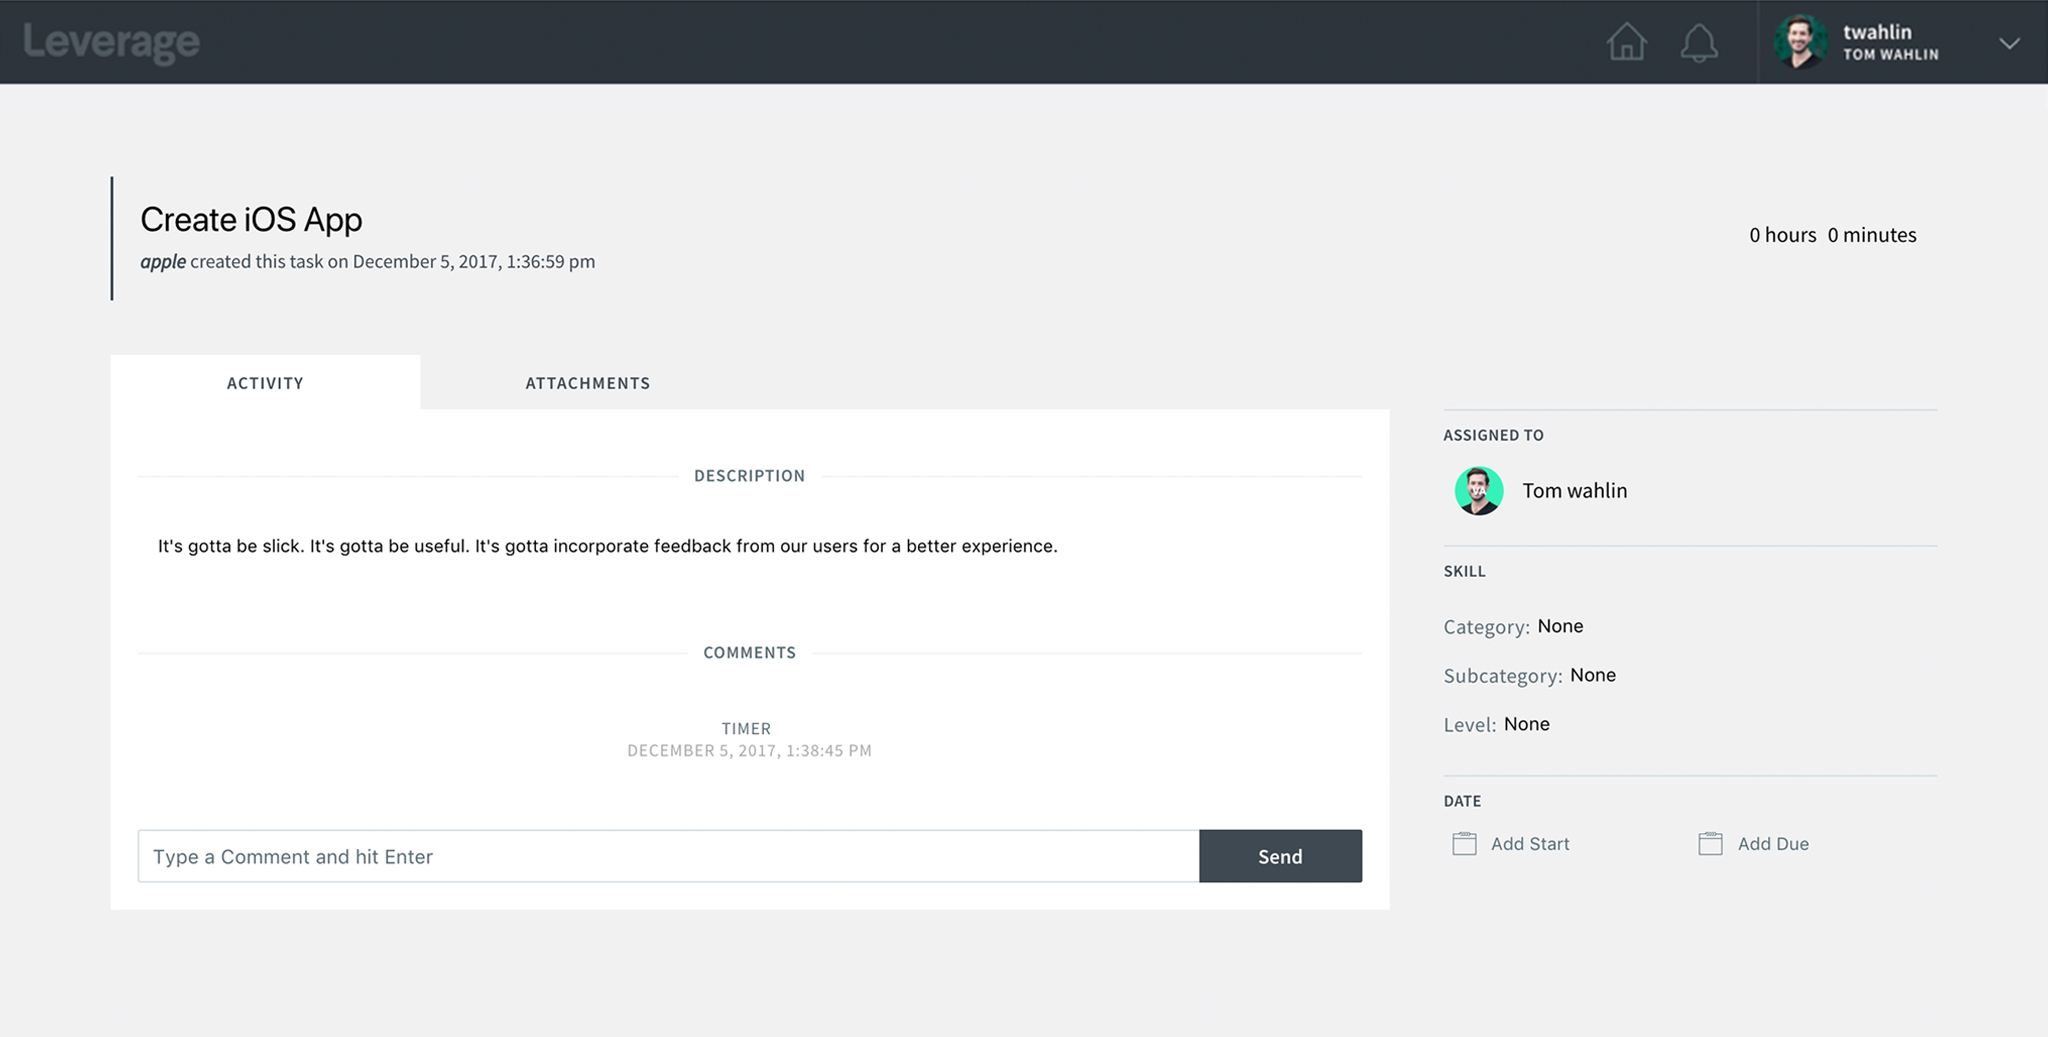 Leverage
twahlin
TOM WAHLIN
Create iOS App
apple created this task on December 5, 2017, 1:36:59 pm
0 hours 0 minutes
ACTIVITY
ATTACHMENTS
DESCRIPTION
It's gotta be slick. It's gotta be useful. It's gotta incorporate feedback from our users for a better experience.
COMMENTS
TIMER
DECEMBER 5, 2017, 1:38:45 PM
Type a Comment and hit Enter
Send
ASSIGNED TO
Tom wahlin
SKILL
Category: None
Subcategory: None
Level: None
DATE
Add Start
Add Due